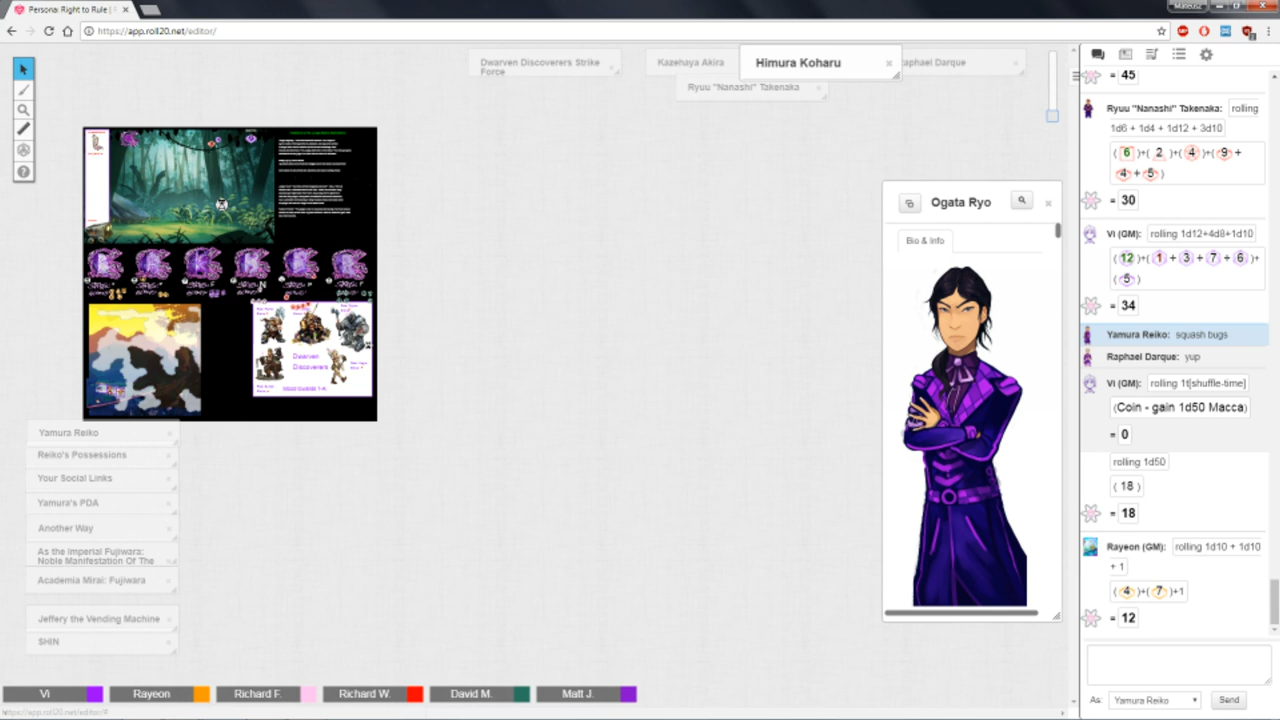 Persona: Right to Rule |
Mateusz
https://app.roll20.net/editor/
Dwarven Discoverers Strike
Force
Kazehaya Akira
Himura Koharu
Raphael Darque
Ryuu "Nanashi" Takenaka
Ogata Ryo
Bio & Info
Dwarven
Discoverers
Yamura Reiko
Reiko's Possessions
Your Social Links
Yamura's PDA
Another Way
As the Imperial Fujiwara:
Noble Manifestation Of The
Academia Mirai: Fujiwara
Jeffery the Vending Machine
SHIN
Vi
Rayeon
Richard F.
Richard W.
David M.
Matt J.
https://app.roll20.net/editor/#
= 45
Ryuu "Nanashi" Takenaka: rolling
1d6 + 1d4 + 1d12 + 3d10
(6)+(2)+(4)+(9+
4+5)
= 30
Vi (GM): rolling 1d12+4d8+1d10
(12)+(1+3+7+6)+
(5)
= 34
Yamura Reiko: squash bugs
Raphael Darque: yup
Vi (GM): rolling 1t[shuffle-time]
(Coin - gain 1d50 Macca)
= 0
rolling 1d50
(18)
= 18
Rayeon (GM): rolling 1d10 + 1d10
+ 1
(4)+(7)+1
= 12
As: Yamura Reiko
Send